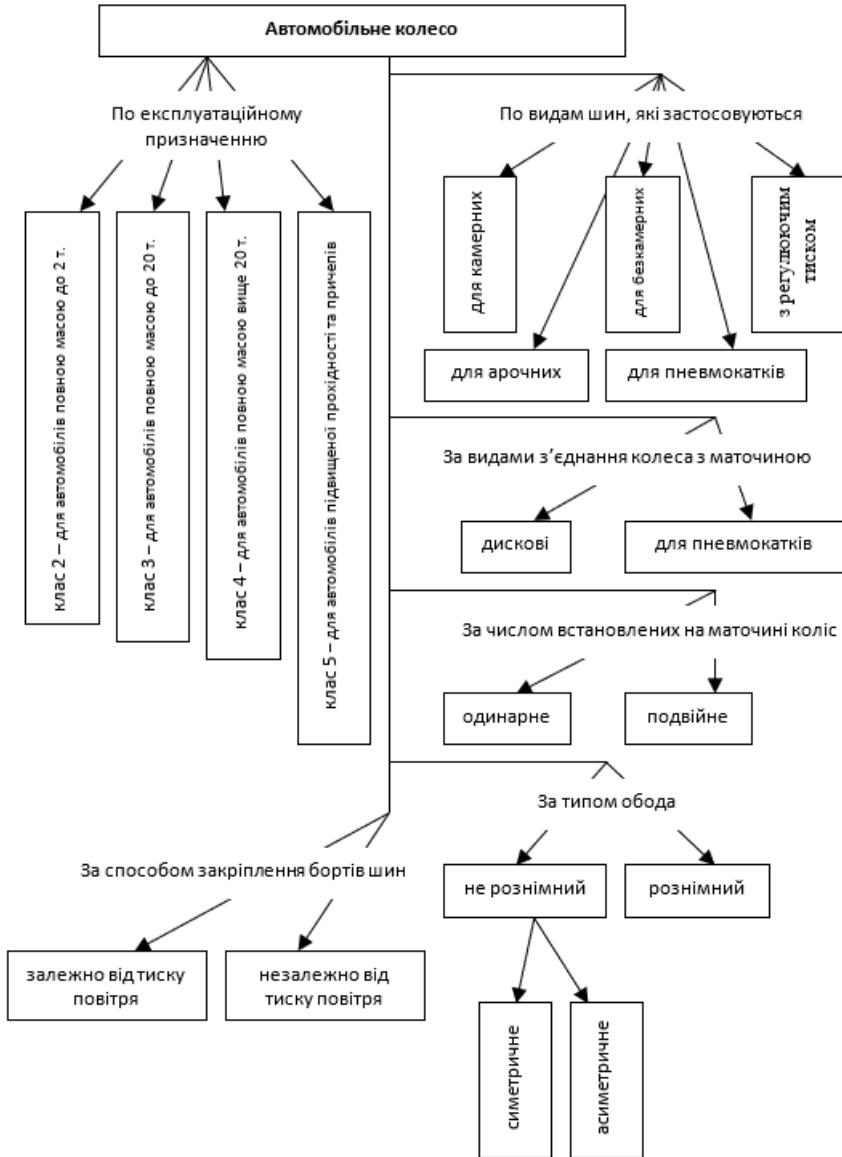 Автомобільне колесо
По експлуатаційному
призначенню
клас 2 – для автомобілів повною масою до 2 т.
клас 3 – для автомобілів повною масою до 20 т.
клас 4 – для автомобілів повною масою вище 20 т.
клас 5 – для автомобілів підвищеної прохідності та причепів
По видам шин, які застосовуються
для камерних
для безкамерних
з регулюючим
тиском
для арочних
для пневмокатків
За видами з’єднання колеса з маточиною
дискові
для пневмокатків
За числом встановлених на маточині коліс
одинарне
подвійне
За типом обода
не рознімний
рознімний
симетричне
асиметричне
За способом закріплення бортів шин
залежно від тиску
повітря
незалежно від
тиску повітря